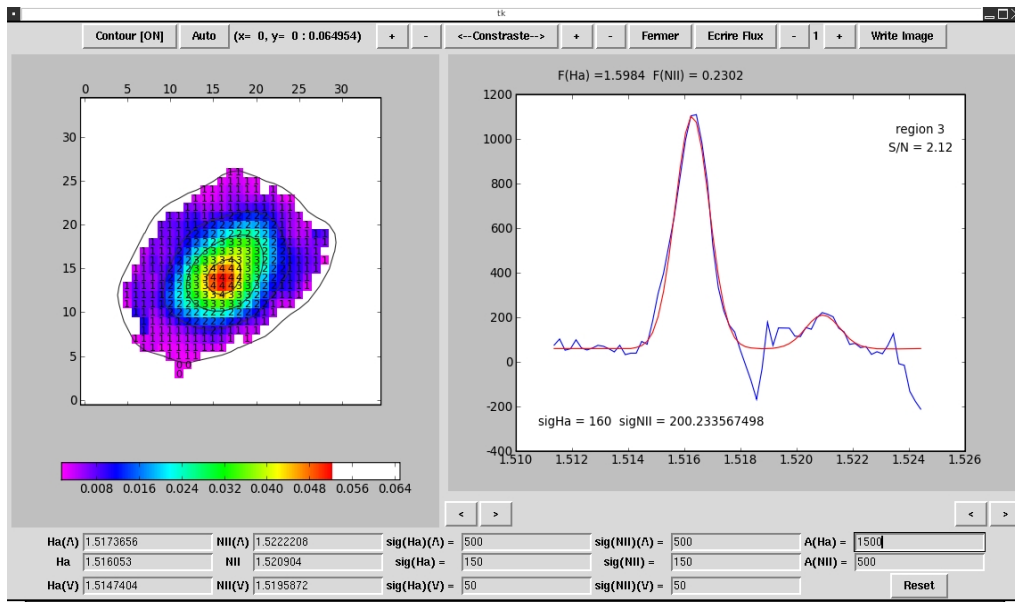 tk
Contour [ON] Auto (x= 0, y= 0 : 0.064954) + - <--Constraste--> + - Fermer Ecrire Flux - 1 + Write Image
F(Ha) =1.5984 F(NII) = 0.2302
0 5 10 15 20 25 30
30
25
20
15
10
5
0
0.008 0.016 0.024 0.032 0.040 0.048 0.056 0.064
1200
1000
800
600
400
200
0
-200
-400
region 3
S/N = 2.12
sigHa = 160 sigNII = 200.233567498
1.510 1.512 1.514 1.516 1.518 1.520 1.522 1.524 1.526
< > < >
Ha(/\) 1.5173656 NII(/\) 1.5222208 sig(Ha)(/\) = 500 sig(NII)(/\) = 500 A(Ha) = 1500
Ha 1.516053 NII 1.520904 sig(Ha) = 150 sig(NII) = 150 A(NII) = 500
Ha(\/) 1.5147404 NII(\/) 1.5195872 sig(Ha)(\/) = 50 sig(NII)(\/) = 50 Reset